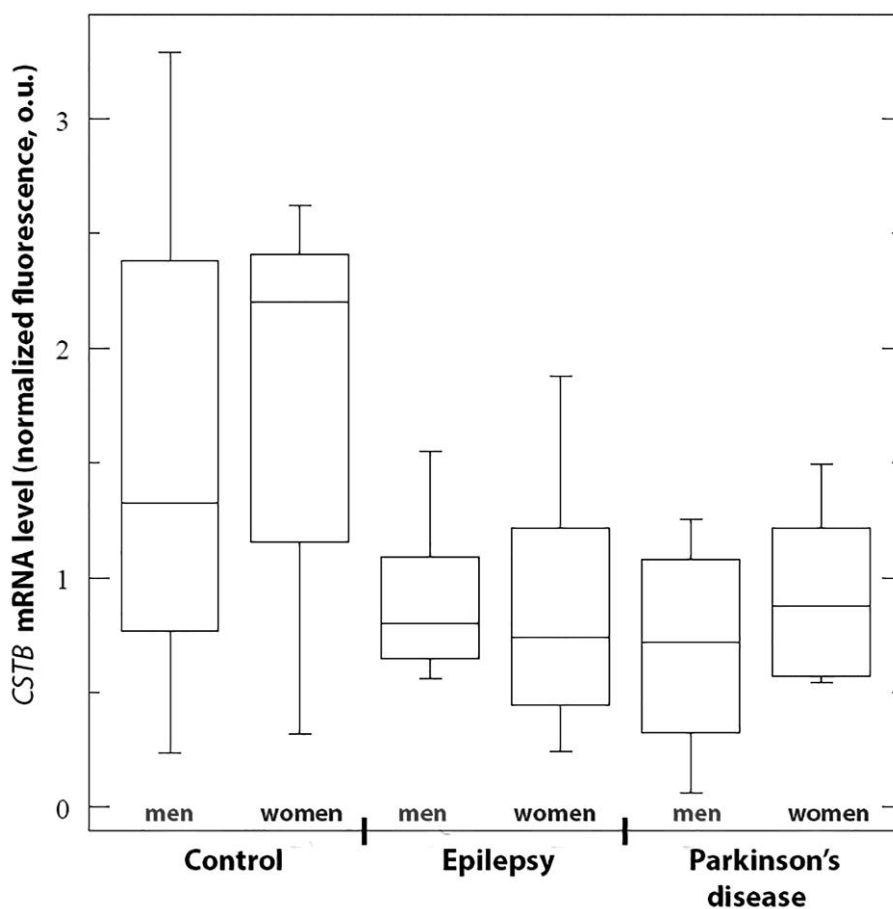 CSTB mRNA level (normalized fluorescence, o.u.)
3
2
1
0
men women men women men women
Control Epilepsy Parkinson's
disease